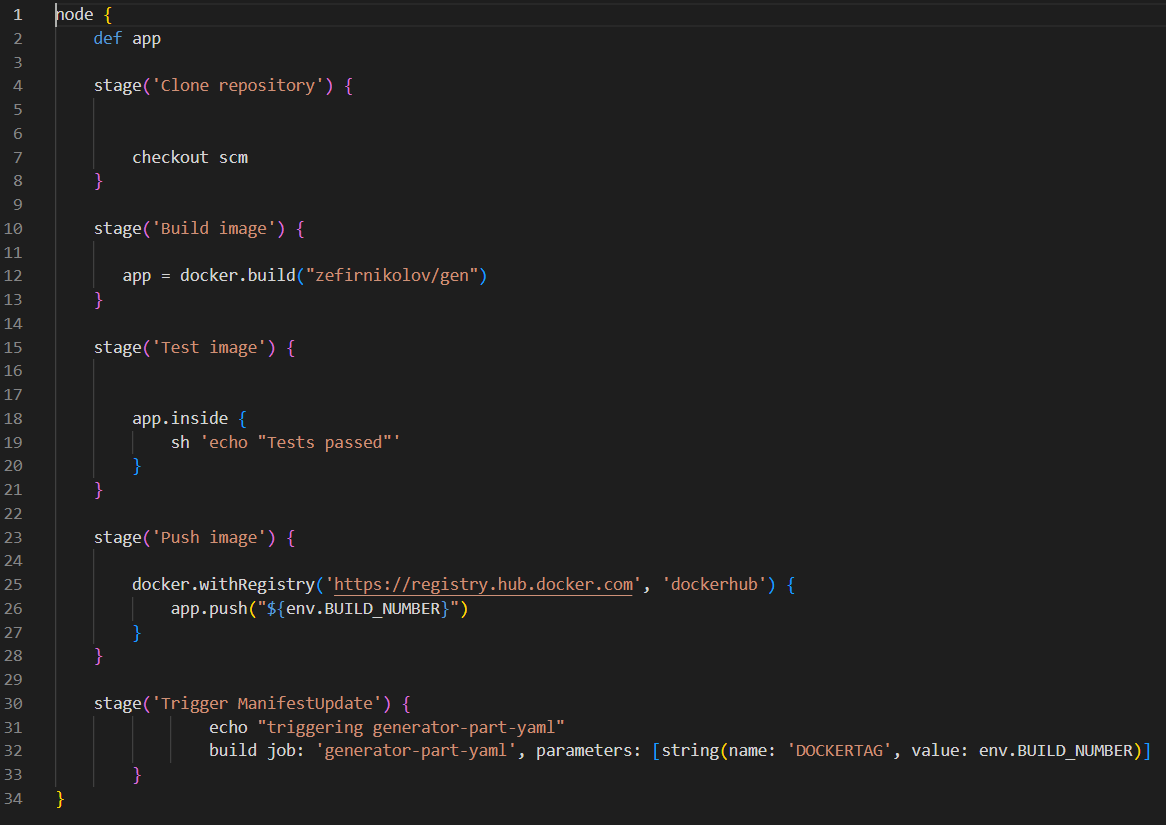 1 node {
2     def app
3
4     stage('Clone repository') {
5
6
7         checkout scm
8     }
9
10     stage('Build image') {
11
12        app = docker.build("zefirnikolov/gen")
13     }
14
15     stage('Test image') {
16
17
18         app.inside {
19             sh 'echo "Tests passed"'
20         }
21     }
22
23     stage('Push image') {
24
25         docker.withRegistry('https://registry.hub.docker.com', 'dockerhub') {
26             app.push("${env.BUILD_NUMBER}")
27         }
28     }
29
30     stage('Trigger ManifestUpdate') {
31                 echo "triggering generator-part-yaml"
32                 build job: 'generator-part-yaml', parameters: [string(name: 'DOCKERTAG', value: env.BUILD_NUMBER)]
33         }
34 }